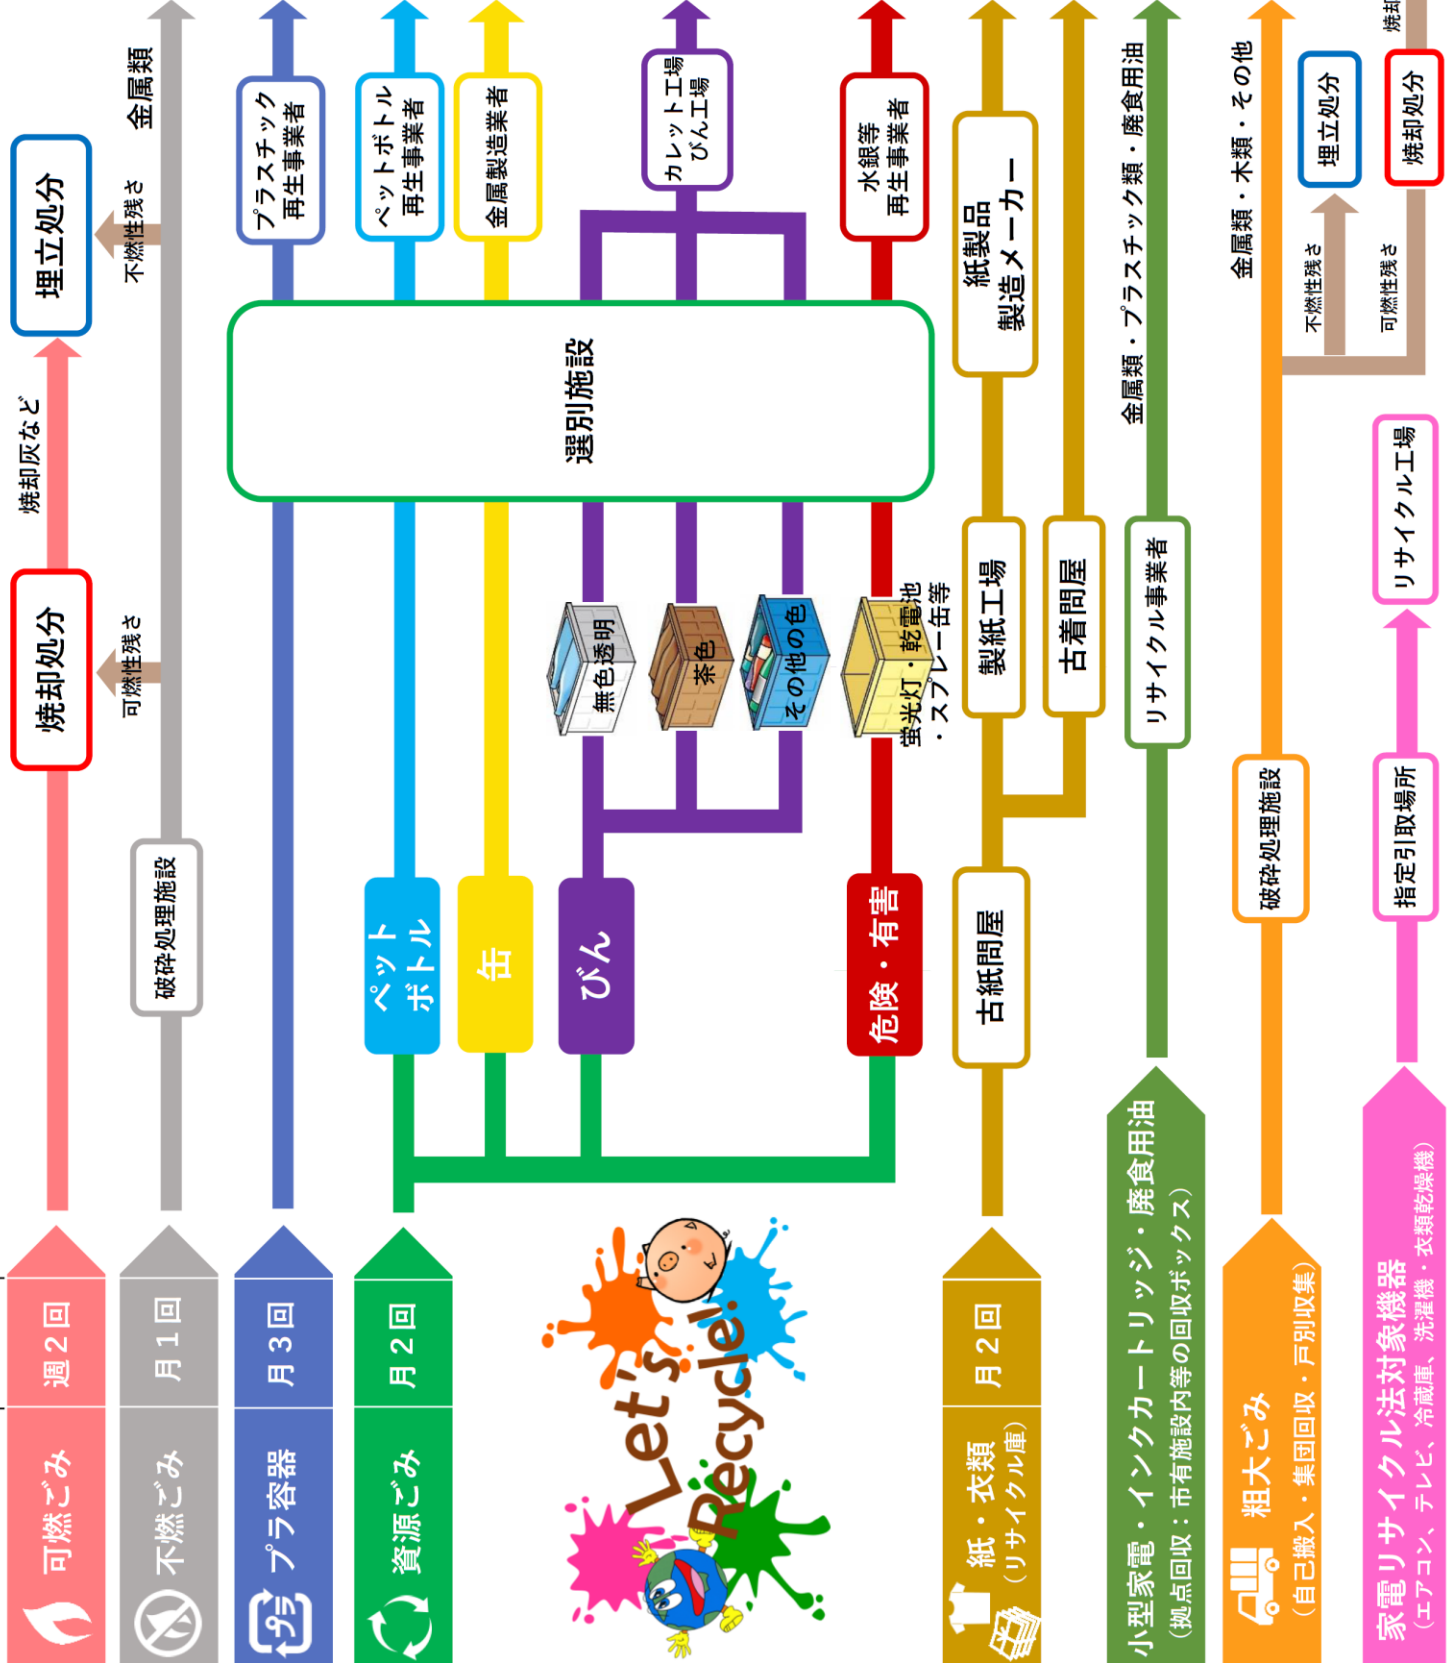 可燃ごみ
週２回
焼却処分
焼却灰など
埋立処分
不燃ごみ
月１回
破砕処理施設
可燃性残さ
不燃性残さ
金属類
プラ
プラ容器
月３回
プラスチック
再生事業者
資源ごみ
月２回
ペット
ボトル
ペットボトル
再生事業者
缶
金属製造業者
びん
無色透明
茶色
その他の色
選別施設
カレット工場
びん工場
危険・有害
蛍光灯・乾電池
・スプレー缶等
水銀等
再生事業者
Let's
Recycle!
紙・衣類
（リサイクル庫）
月２回
古紙問屋
製紙工場
紙製品
製造メーカー
古着問屋
小型家電・インクカートリッジ・廃食用油
（拠点回収：市有施設内等の回収ボックス）
リサイクル事業者
金属類・プラスチック類・廃食用油
粗大ごみ
（自己搬入・集団回収・戸別収集）
破砕処理施設
金属類・木類・その他
不燃性残さ
埋立処分
可燃性残さ
焼却処分
焼却
家電リサイクル法対象機器
（エアコン、テレビ、冷蔵庫、洗濯機・衣類乾燥機）
指定引取場所
リサイクル工場